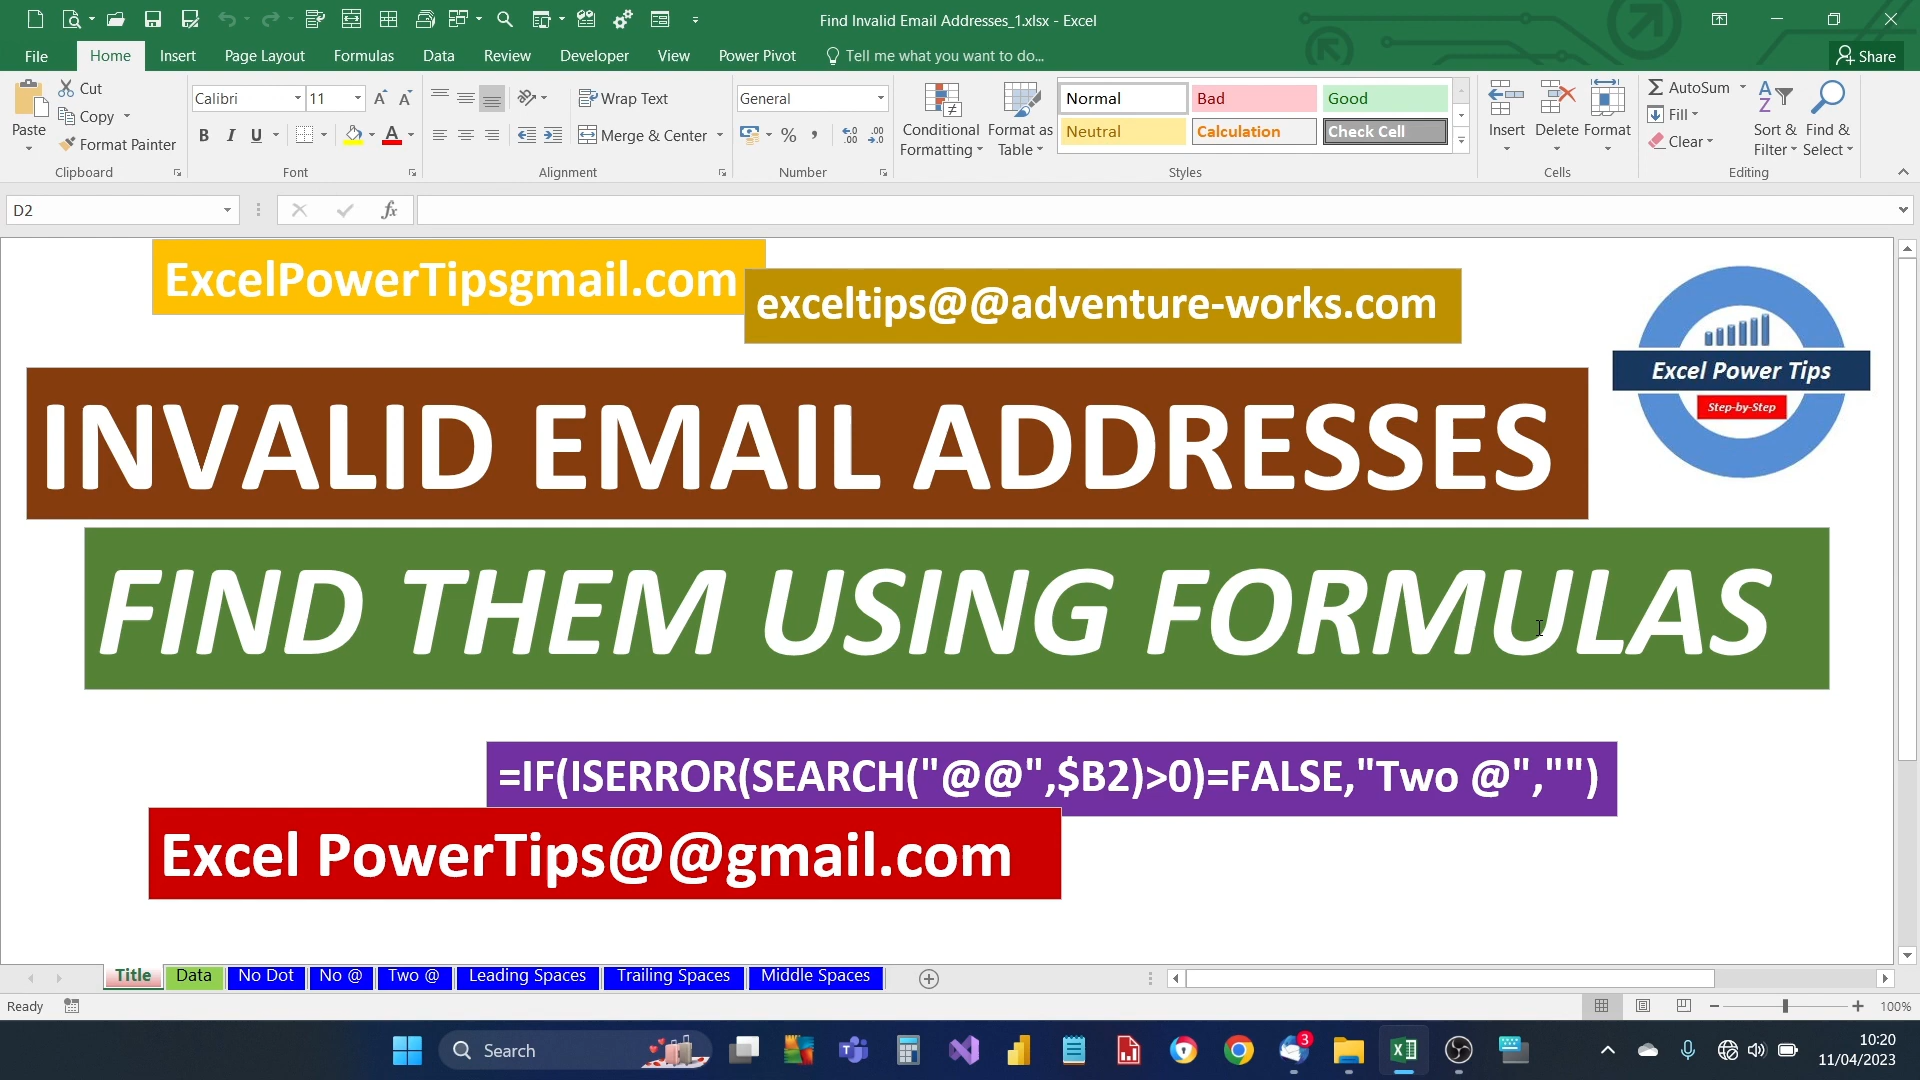 Find Invalid Email Addresses_1.xlsx - Excel
File Home Insert Page Layout Formulas Data Review Developer View Power Pivot Tell me what you want to do... Share
Paste
Cut
Copy
Format Painter
Clipboard
Calibri 11
B I U A
Font
Wrap Text
Merge & Center
Alignment
General
%
Number
Conditional Formatting
Format as Table
Normal Bad Good
Neutral Calculation Check Cell
Styles
Insert Delete Format
Cells
AutoSum
Fill
Clear
Sort & Filter
Find & Select
Editing
D2
fx
ExcelPowerTipsgmail.com
exceltips@@adventure-works.com
Excel Power Tips
Step-by-Step
INVALID EMAIL ADDRESSES
FIND THEM USING FORMULAS
=IF(ISERROR(SEARCH("@@",$B2)>0)=FALSE,"Two @","")
Excel PowerTips@@gmail.com
Title Data No Dot No @ Two @ Leading Spaces Trailing Spaces Middle Spaces
Ready
100%
Search
3
10:20
11/04/2023